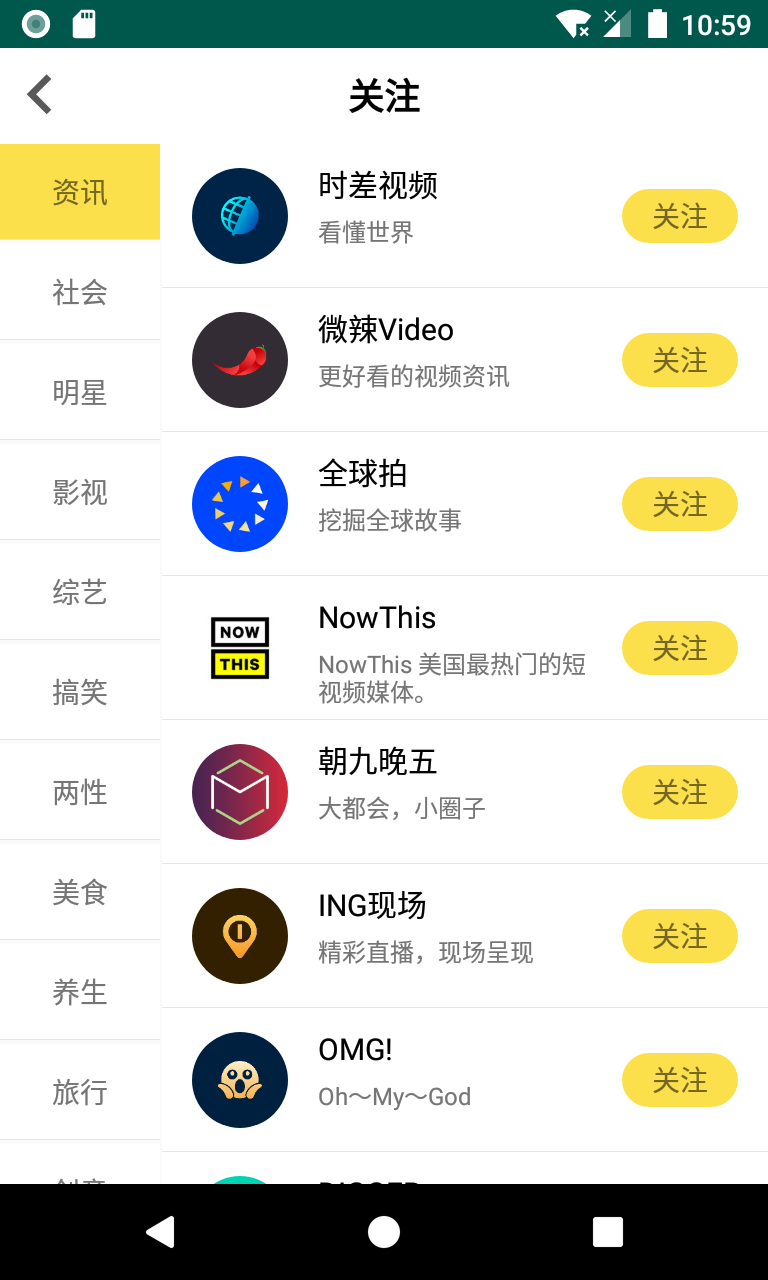 10:59
关注
资讯
社会
明星
影视
综艺
搞笑
两性
美食
养生
旅行
时差视频
看懂世界
关注
微辣Video
更好看的视频资讯
关注
全球拍
挖掘全球故事
关注
NOW
THIS
NowThis
NowThis 美国最热门的短
视频媒体。
关注
朝九晚五
大都会，小圈子
关注
ING现场
精彩直播，现场呈现
关注
OMG!
Oh～My～God
关注